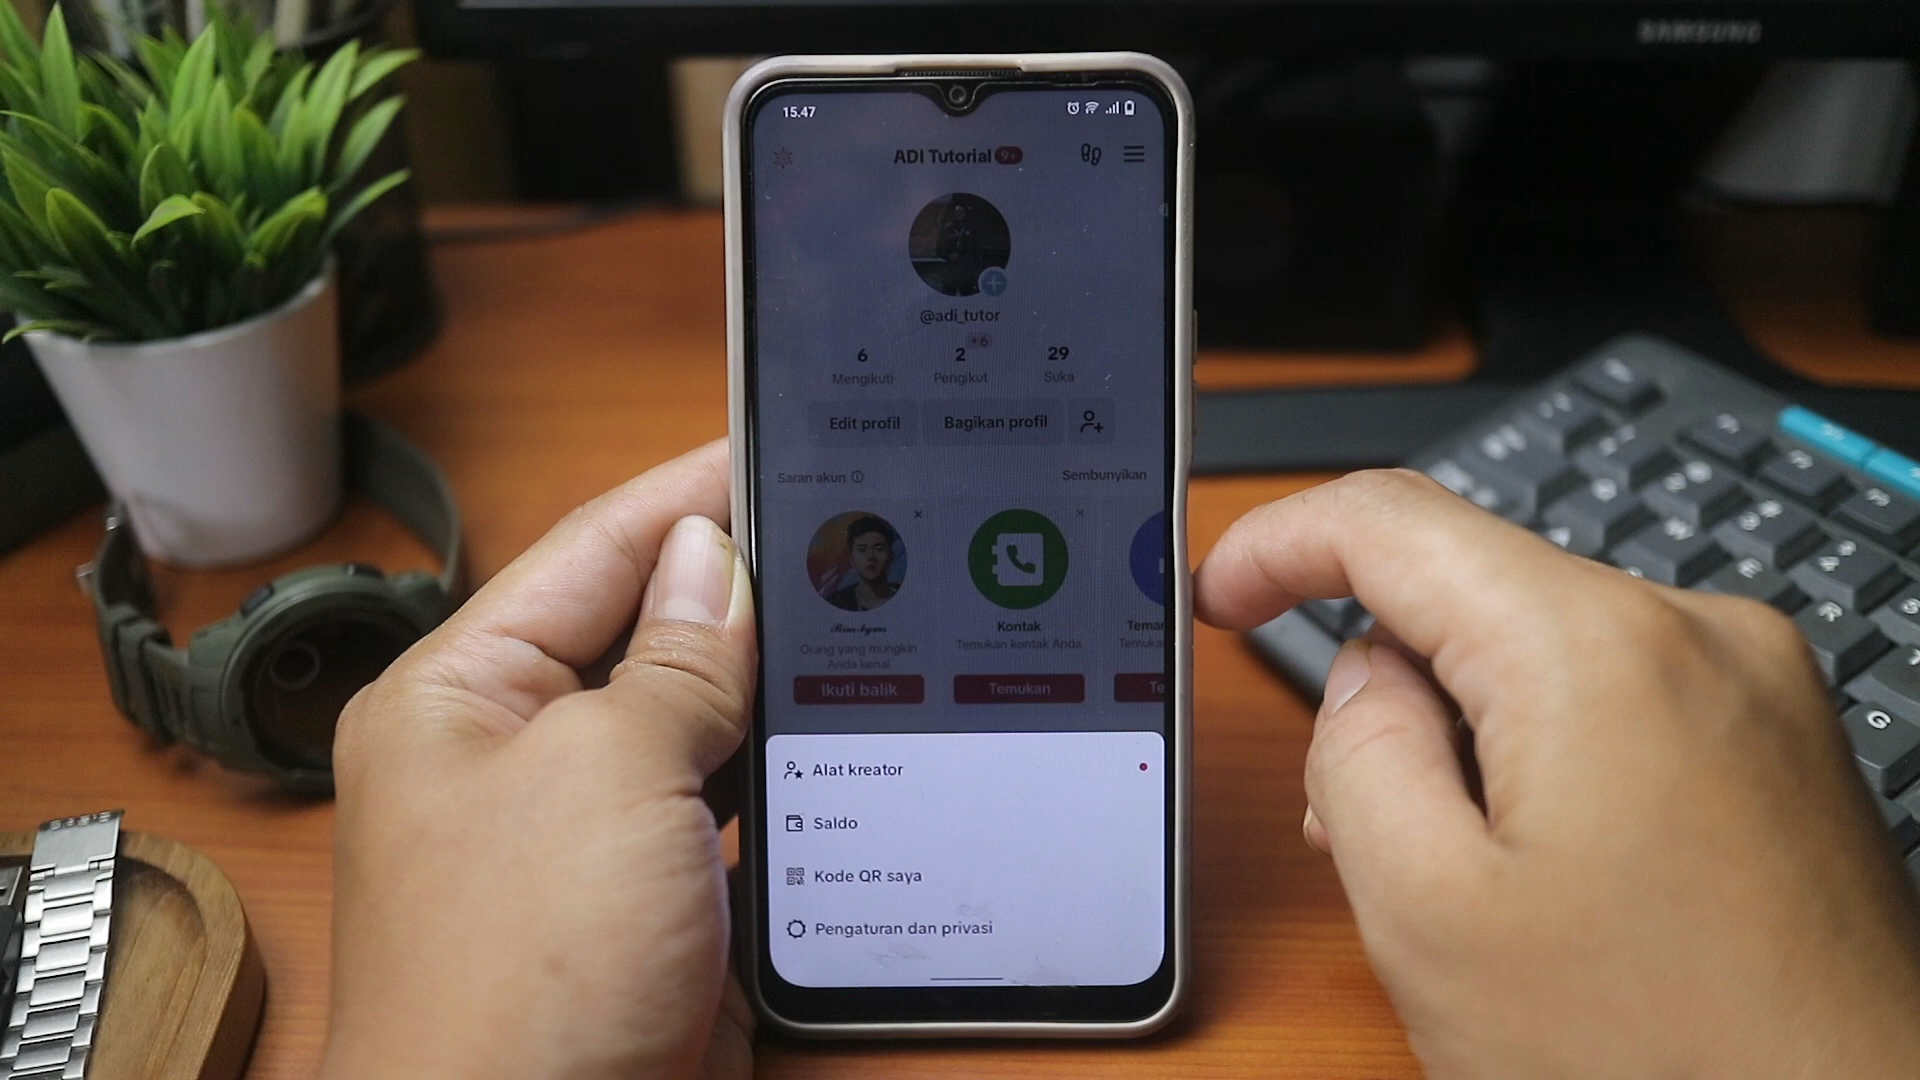 SAMSUNG
15.47
ADI Tutorial 9+
@adi_tutor
+6
6 2 29
Mengikuti Pengikut Suka
Edit profil Bagikan profil
Saran akun Sembunyikan
Kontak
Orang yang mungkin
Anda kenal
Temukan kontak Anda
Ikuti balik Temukan
Alat kreator
Saldo
Kode QR saya
Pengaturan dan privasi
G